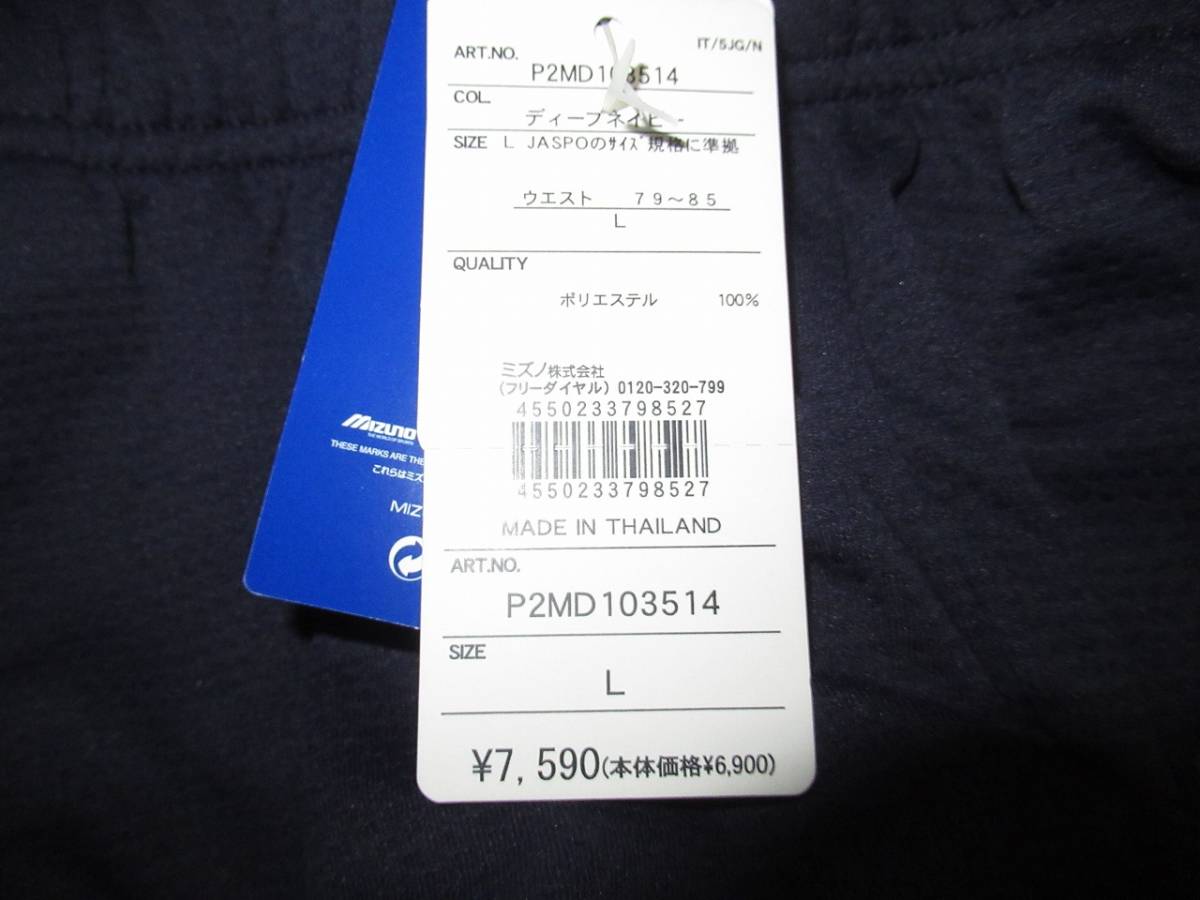 IT/5JG/N
ART.NO.
P2MD103514
COL.
ディープネイビー
SIZE L JASPOのｻｲｽﾞ規格に準拠
ウエスト 79～85
L
QUALITY
ポリエステル 100%
ミズノ株式会社
(フリーダイヤル) 0120-320-799
4550233798527
4550233798527
MADE IN THAILAND
ART.NO.
P2MD103514
SIZE
L
¥7,590(本体価格¥6,900)
MIZUNO
THE WORLD OF SPORTS
THESE MARKS ARE THE
これらはミズ
MIZ